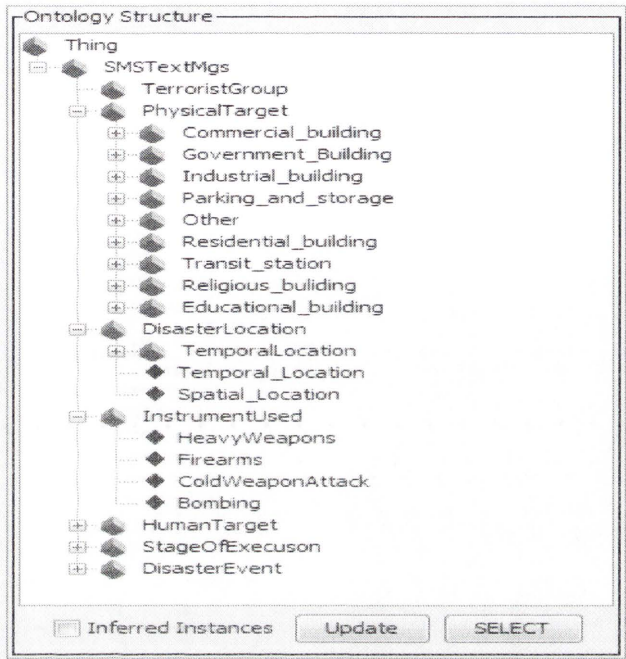 Ontology Structure
Thing
SMSTextMgs
TerroristGroup
PhysicalTarget
Commercial_building
Government_Building
Industrial_building
Parking_and_storage
Other
Residential_building
Transit_station
Religious_buliding
Educational_building
DisasterLocation
TemporalLocation
Temporal_Location
Spatial_Location
InstrumentUsed
HeavyWeapons
Firearms
ColdWeaponAttack
Bombing
HumanTarget
StageOfExecuson
DisasterEvent
Inferred Instances Update SELECT